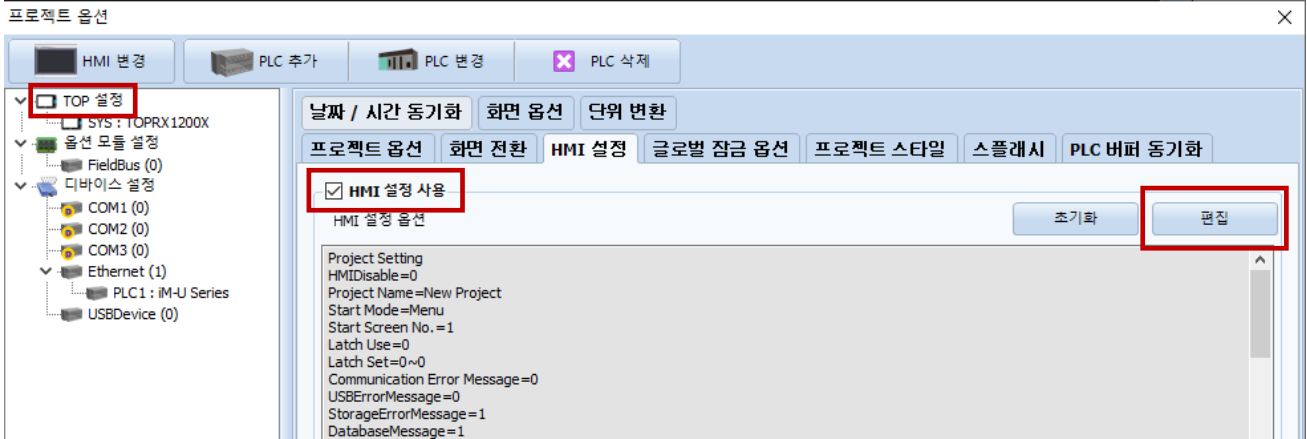 프로젝트 옵션
HMI 변경
PLC 추가
PLC 변경
PLC 삭제
TOP 설정
SYS : TOPRX1200X
옵션 모듈 설정
FieldBus (0)
디바이스 설정
COM1 (0)
COM2 (0)
COM3 (0)
Ethernet (1)
PLC1 : iM-U Series
USBDevice (0)
날짜 / 시간 동기화 화면 옵션 단위 변환
프로젝트 옵션 화면 전환 HMI 설정 글로벌 잠금 옵션 프로젝트 스타일 스플래시 PLC 버퍼 동기화
HMI 설정 사용
HMI 설정 옵션
초기화
편집
Project Setting
HMIDisable=0
Project Name=New Project
Start Mode=Menu
Start Screen No.=1
Latch Use=0
Latch Set=0~0
Communication Error Message=0
USBErrorMessage=0
StorageErrorMessage=1
DatabaseMessage=1